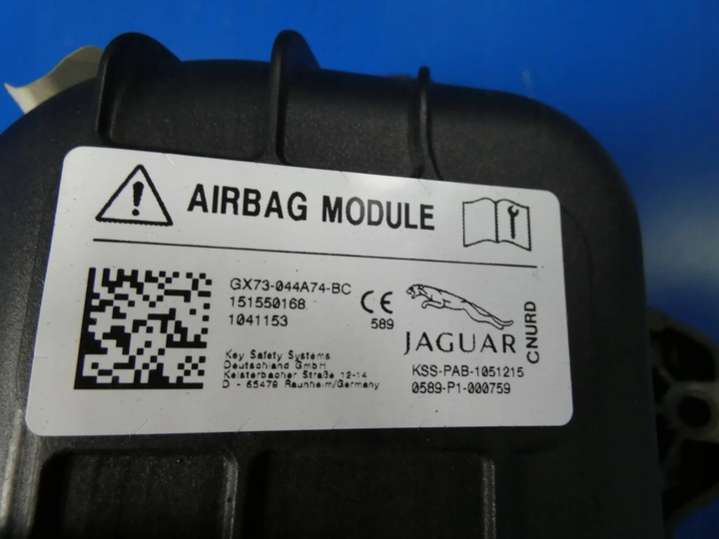 AIRBAG MODULE
GX73-044A74-BC
151550168
1041153
CE
589
JAGUAR
CNURD
Key Safety Systems
Deutschland GmbH
Kelsterbacher Straße 12-14
D - 65479 Raunheim/Germany
KSS-PAB-1051215
0589-P1-000759